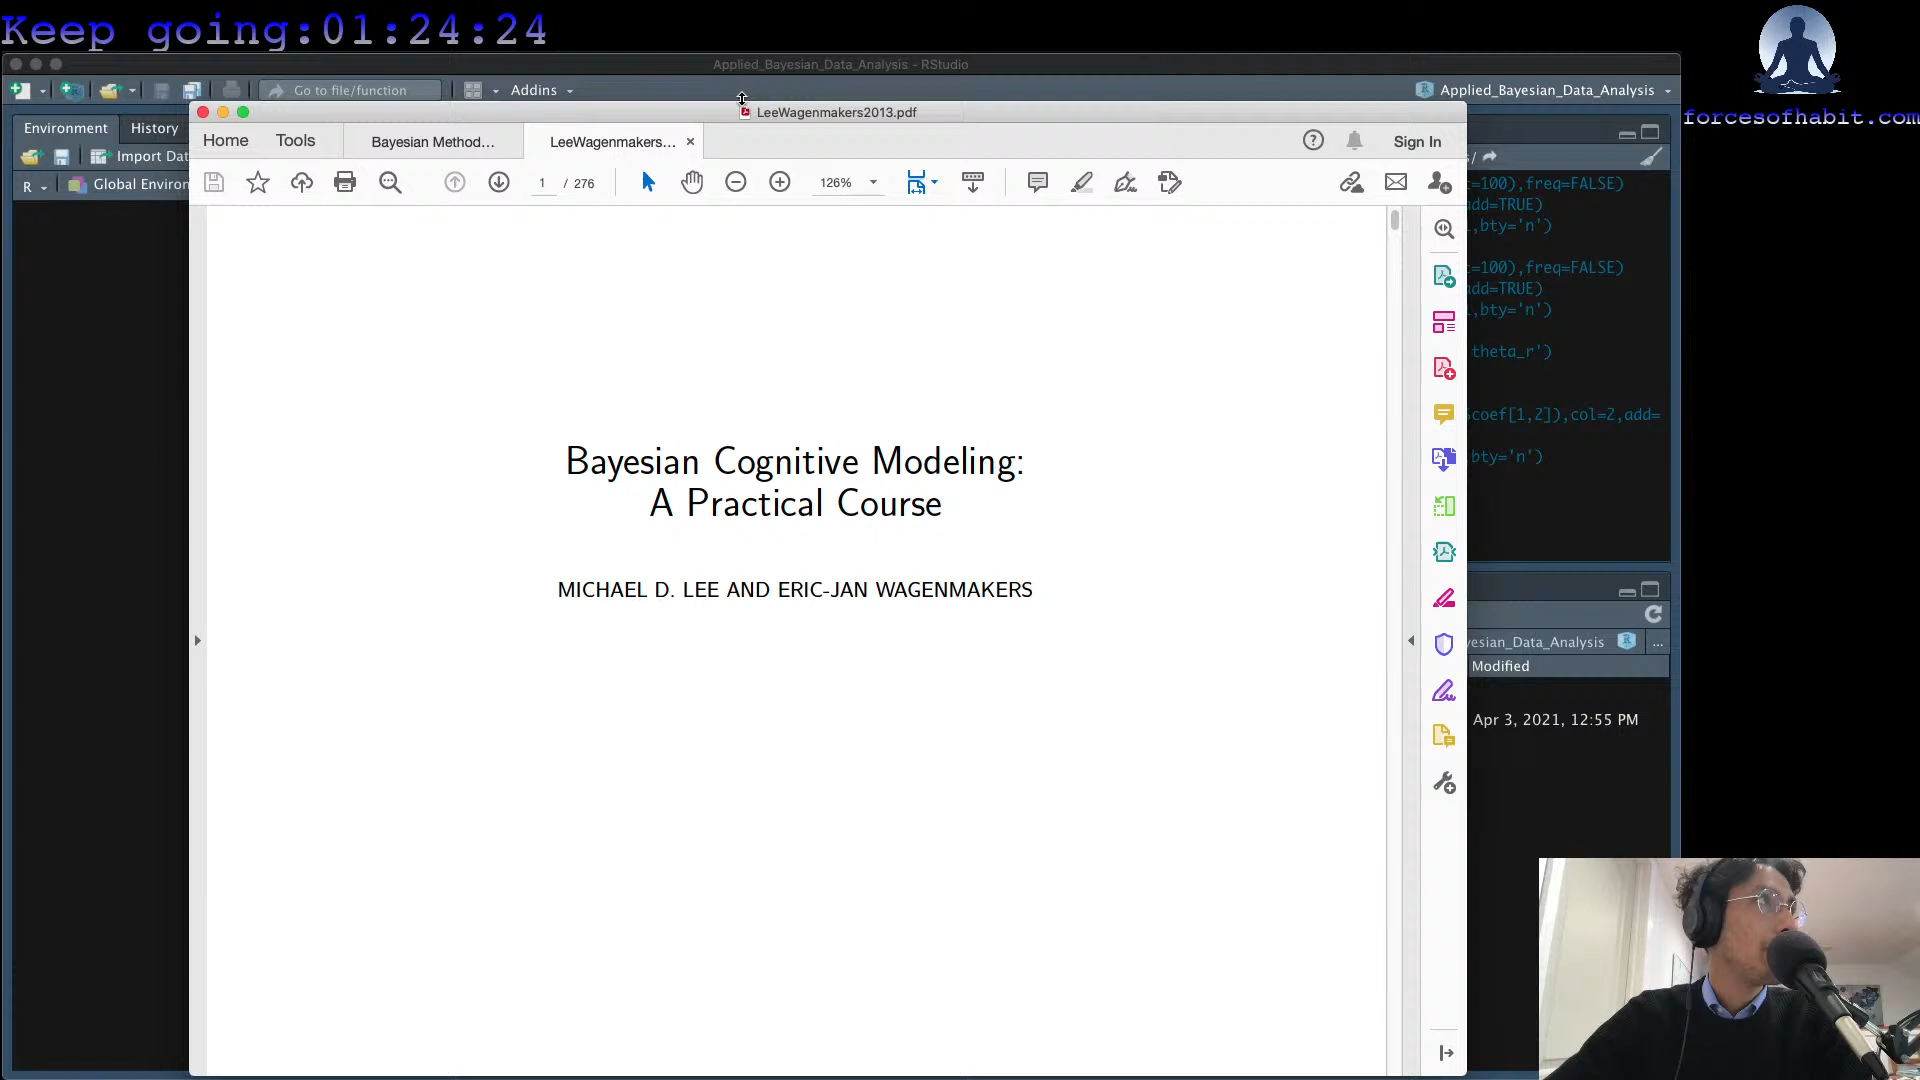 Keep going:01:24:24
Applied_Bayesian_Data_Analysis - RStudio
Go to file/function
Addins
Applied_Bayesian_Data_Analysis
forcesofhabit.com
Environment
History
LeeWagenmakers2013.pdf
Home
Tools
Bayesian Method...
LeeWagenmakers...
Sign In
Import Dat
R
Global Environ
1 / 276
126%
=100),freq=FALSE)
add=TRUE)
,bty='n')
=100),freq=FALSE)
add=TRUE)
,bty='n')
theta_r')
$coef[1,2]),col=2,add=
bty='n')
Bayesian Cognitive Modeling:
A Practical Course
MICHAEL D. LEE AND ERIC-JAN WAGENMAKERS
yesian_Data_Analysis
...
Modified
Apr 3, 2021, 12:55 PM